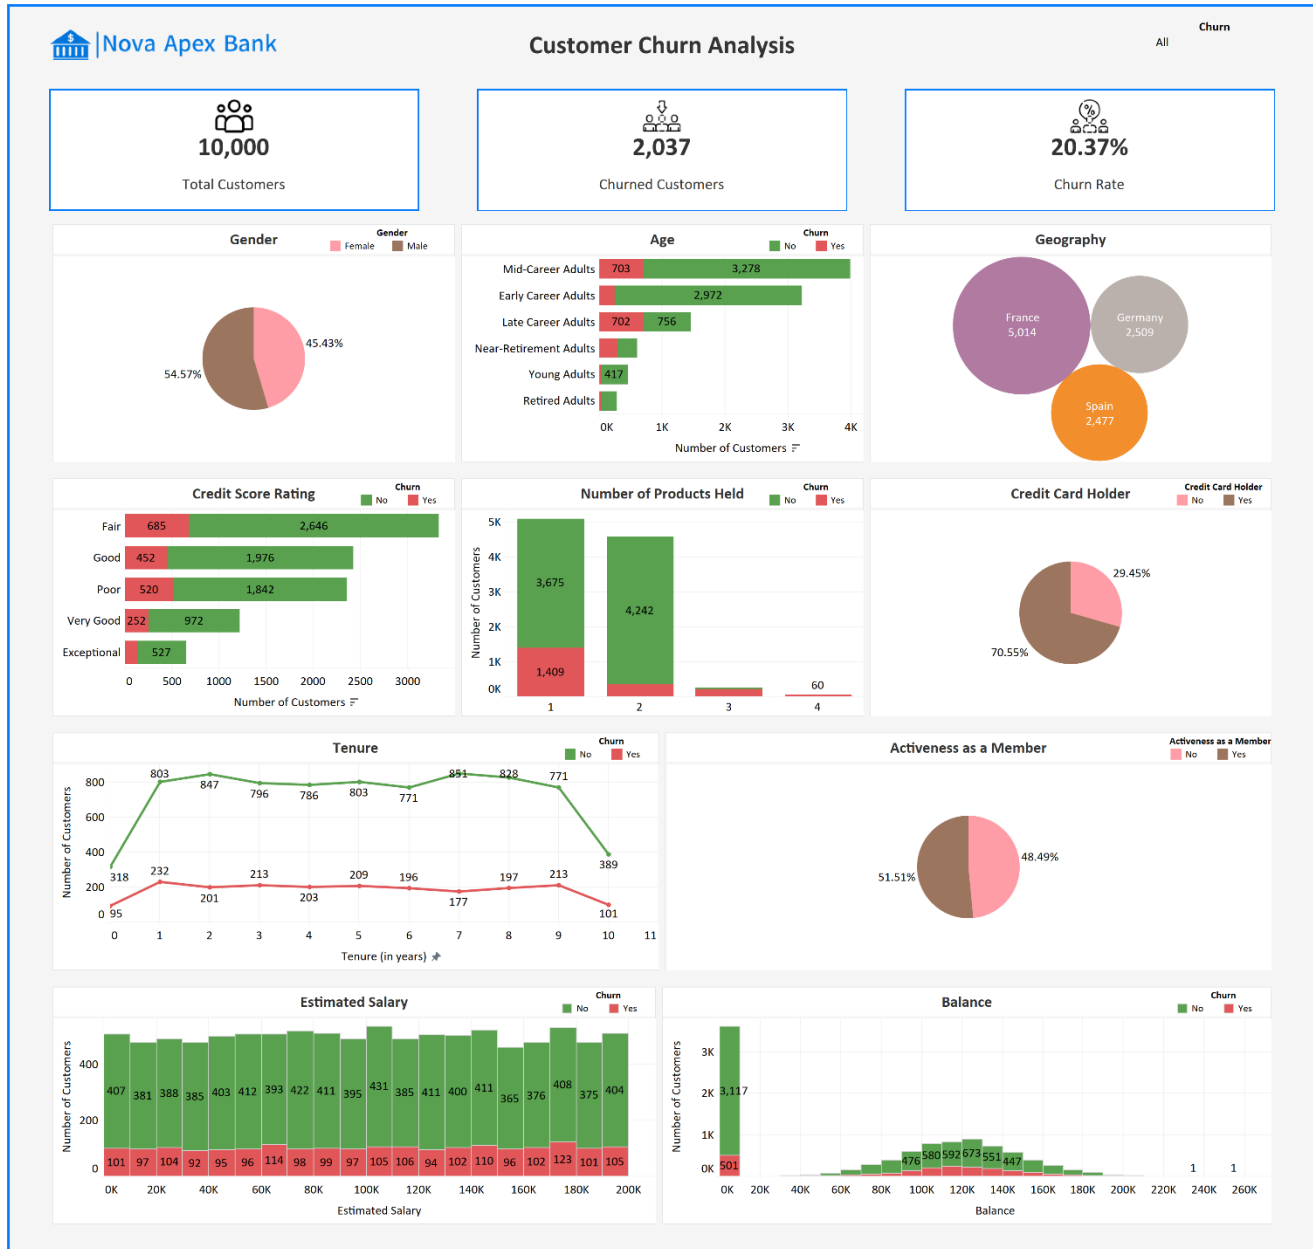 Nova Apex Bank
Customer Churn Analysis
Churn
All
10,000
Total Customers
2,037
Churned Customers
%
20.37%
Churn Rate
Gender
Gender
Female Male
45.43%
54.57%
Age
Churn
No Yes
Mid-Career Adults 703 3,278
Early Career Adults 2,972
Late Career Adults 702 756
Near-Retirement Adults
Young Adults 417
Retired Adults
0K 1K 2K 3K 4K
Number of Customers
Geography
France
5,014
Germany
2,509
Spain
2,477
Credit Score Rating
Churn
No Yes
Fair 685 2,646
Good 452 1,976
Poor 520 1,842
Very Good 252 972
Exceptional 527
0 500 1000 1500 2000 2500 3000
Number of Customers
Number of Products Held
Churn
No Yes
Number of Customers
5K
4K
3K
2K
1K
0K
3,675
4,242
1,409
60
1 2 3 4
Credit Card Holder
Credit Card Holder
No Yes
29.45%
70.55%
Tenure
Churn
No Yes
Number of Customers
800
600
400
200
0
318 803 847 796 786 803 771 851 828 771 389
95 232 201 213 203 209 196 177 197 213 101
0 1 2 3 4 5 6 7 8 9 10 11
Tenure (in years)
Activeness as a Member
Activeness as a Member
No Yes
48.49%
51.51%
Estimated Salary
Churn
No Yes
Number of Customers
400
200
0
407 381 388 385 403 412 393 422 411 395 431 385 411 400 411 365 376 408 375 404
101 97 104 92 95 96 114 98 99 97 105 106 94 102 110 96 102 123 101 105
0K 20K 40K 60K 80K 100K 120K 140K 160K 180K 200K
Estimated Salary
Balance
Churn
No Yes
Number of Customers
3K
2K
1K
0K
3,117
501
476 580 592 673 551 447
1 1
0K 20K 40K 60K 80K 100K 120K 140K 160K 180K 200K 220K 240K 260K
Balance